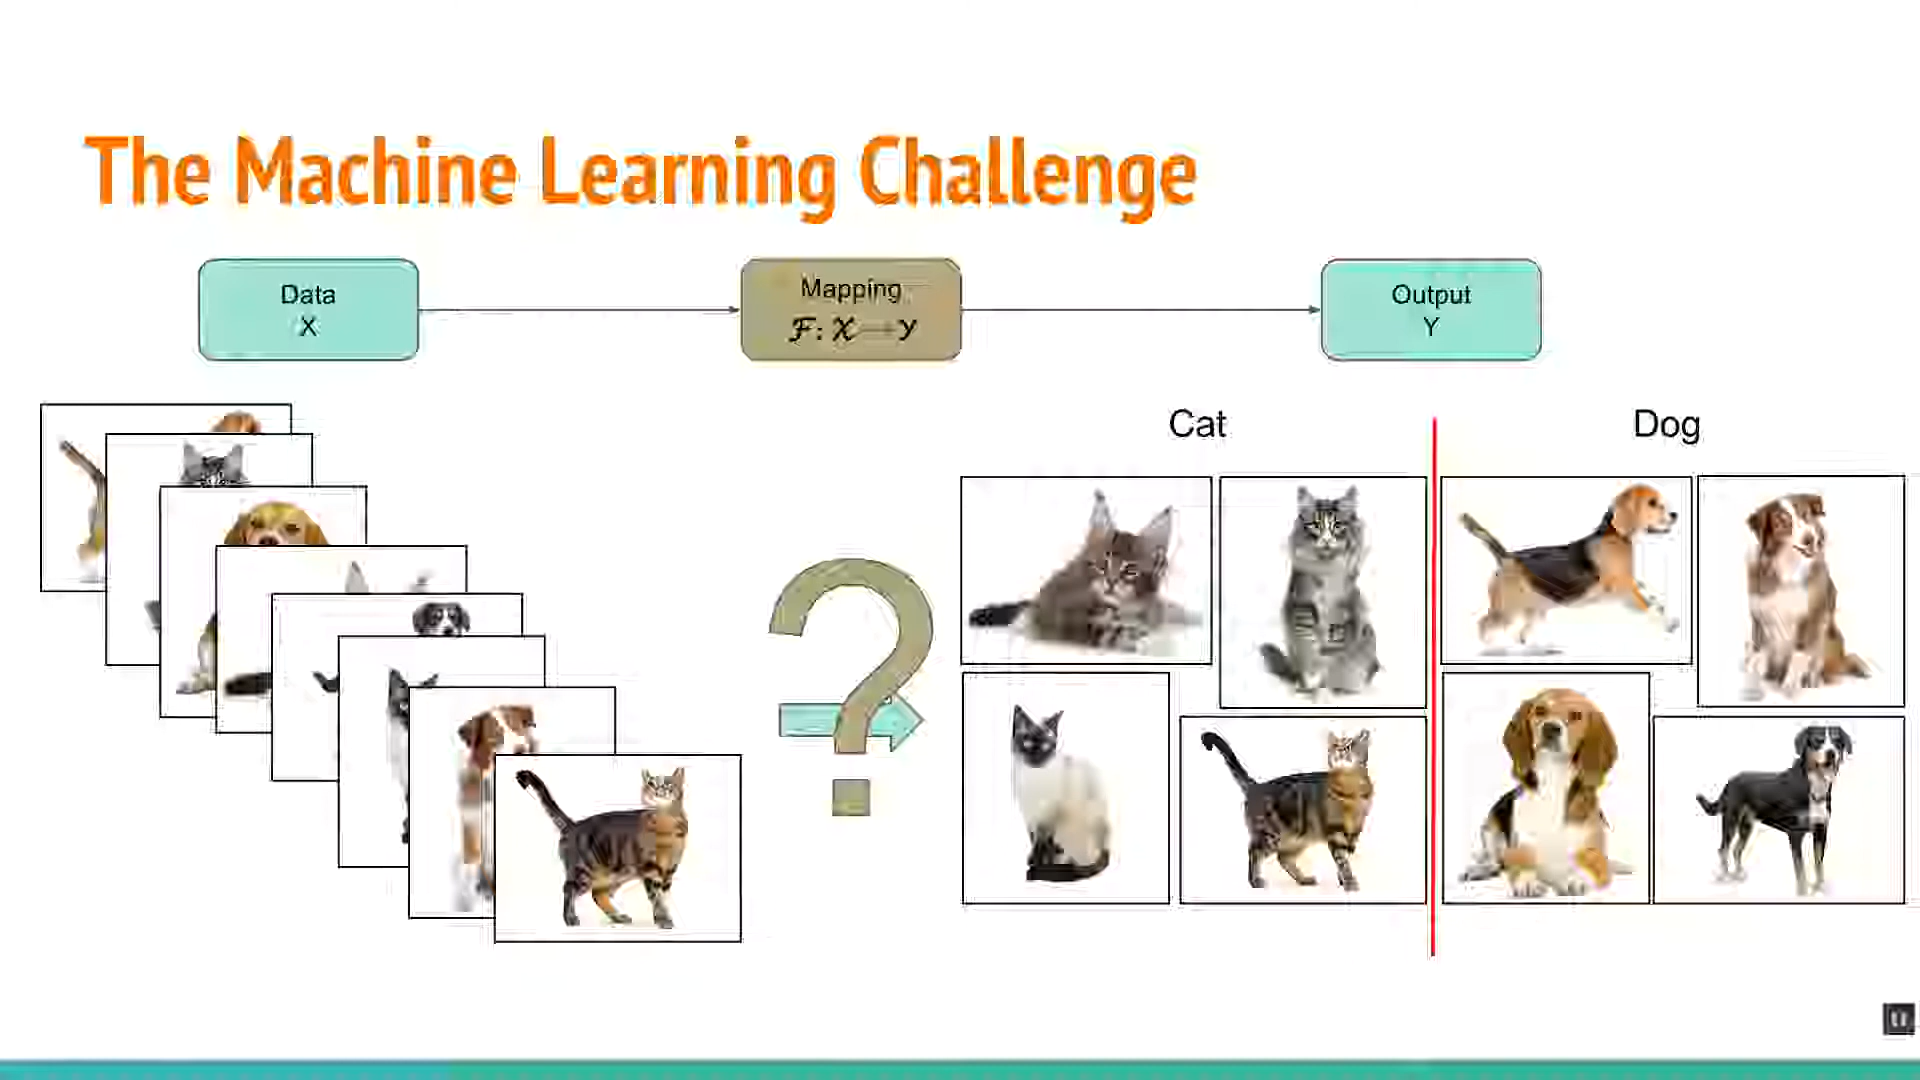 The Machine Learning Challenge
Data
X
Mapping
F: X→Y
Output
Y
Cat
Dog
?